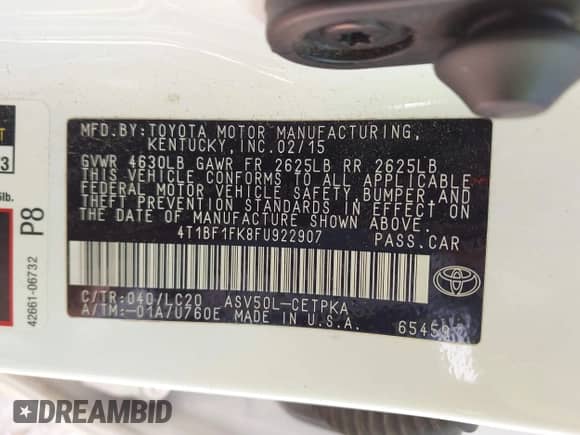 MFD.BY:TOYOTA MOTOR MANUFACTURING,
KENTUCKY,INC.02/15
GVWR 4630LB GAWR FR 2625LB RR 2625LB
THIS VEHICLE CONFORMS TO ALL APPLICABLE
FEDERAL MOTOR VEHICLE SAFETY,BUMPER,AND
THEFT PREVENTION STANDARDS IN EFFECT ON
THE DATE OF MANUFACTURE SHOWN ABOVE.
4T1BF1FK8FU922907 PASS.CAR
C/TR:040/LC20 ASV50L-CETPKA
A/TM:-01A/U760E MADE IN U.S.A.
TOYOTA
3
lb.
P8
42661-06732
DREAMBID